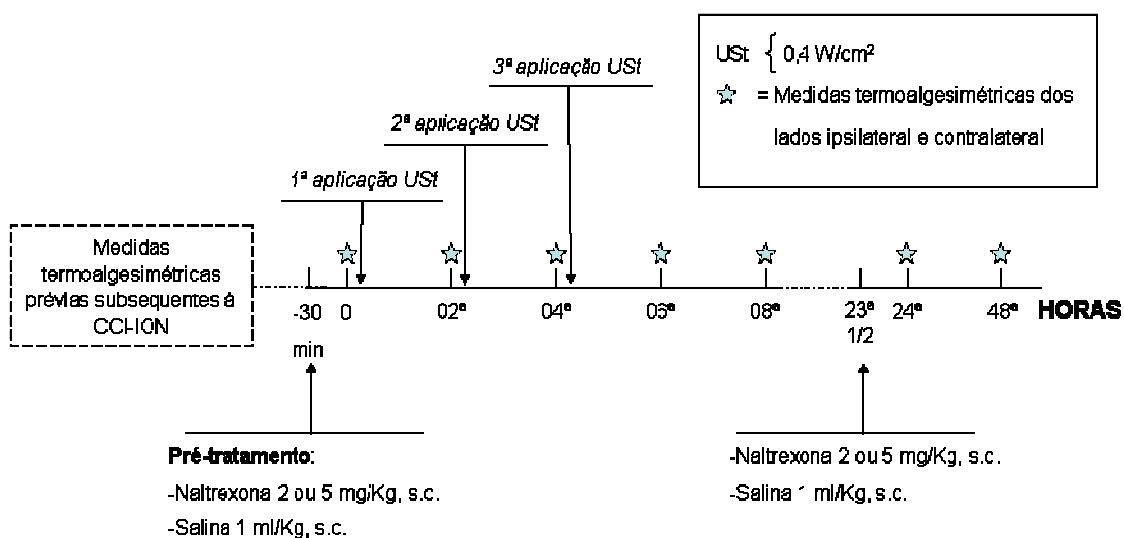 3ª aplicação USt
2ª aplicação USt
1ª aplicação USt
USt { 0,4 W/cm²
= Medidas termoalgesimétricas dos
lados ipsilateral e contralateral
Medidas
termoalgesimétricas
prévias subsequentes à
CCI-ION
-30 0 02ª 04ª 06ª 08ª 23ª 24ª 48ª HORAS
min 1/2
Pré-tratamento:
-Naltrexona 2 ou 5 mg/Kg, s.c.
-Salina 1 ml/Kg, s.c.
-Naltrexona 2 ou 5 mg/Kg, s.c.
-Salina 1 ml/Kg, s.c.